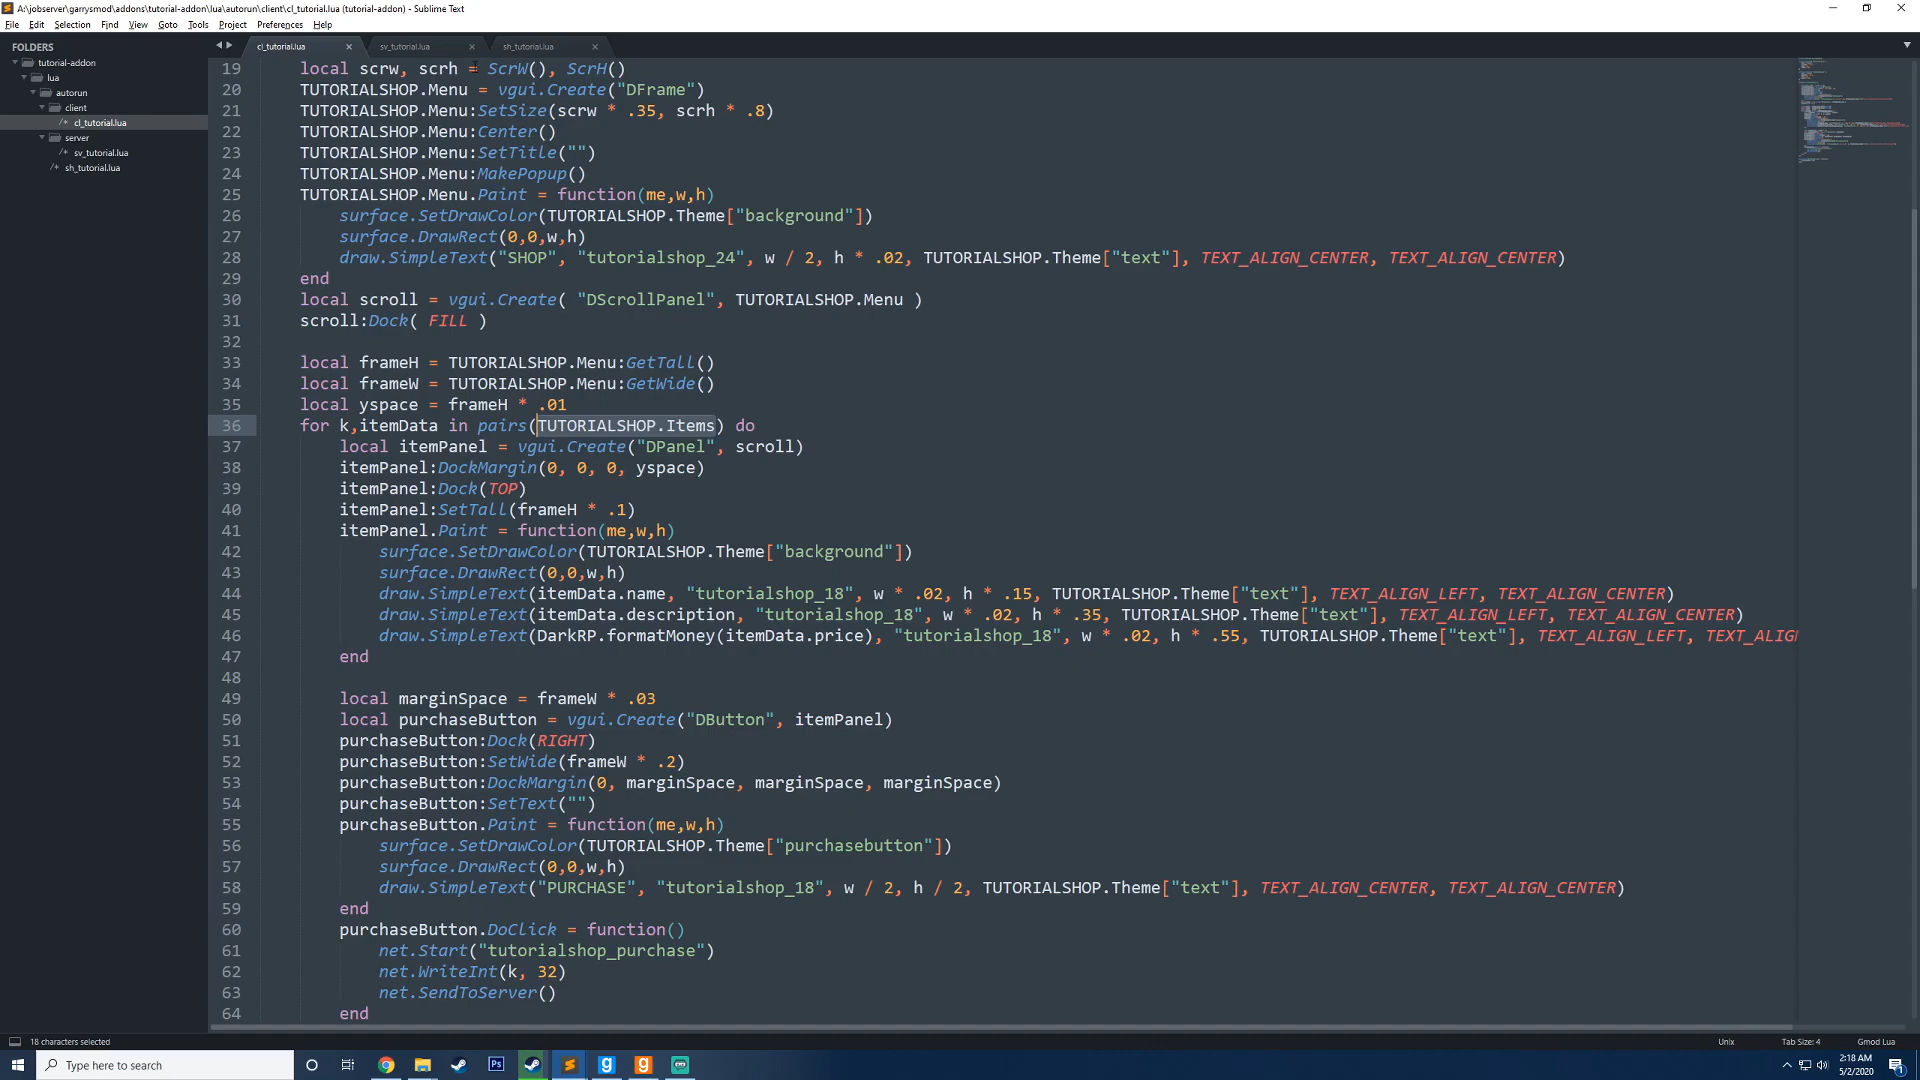 A:\jobserver\garrysmod\addons\tutorial-addon\lua\autorun\client\cl_tutorial.lua (tutorial-addon) - Sublime Text
File Edit Selection Find View Goto Tools Project Preferences Help
FOLDERS
tutorial-addon
lua
autorun
client
/* cl_tutorial.lua
server
/* sv_tutorial.lua
/* sh_tutorial.lua
cl_tutorial.lua × sv_tutorial.lua × sh_tutorial.lua ×
19 local scrw, scrh = ScrW(), ScrH()
20 TUTORIALSHOP.Menu = vgui.Create("DFrame")
21 TUTORIALSHOP.Menu:SetSize(scrw * .35, scrh * .8)
22 TUTORIALSHOP.Menu:Center()
23 TUTORIALSHOP.Menu:SetTitle("")
24 TUTORIALSHOP.Menu:MakePopup()
25 TUTORIALSHOP.Menu.Paint = function(me,w,h)
26 surface.SetDrawColor(TUTORIALSHOP.Theme["background"])
27 surface.DrawRect(0,0,w,h)
28 draw.SimpleText("SHOP", "tutorialshop_24", w / 2, h * .02, TUTORIALSHOP.Theme["text"], TEXT_ALIGN_CENTER, TEXT_ALIGN_CENTER)
29 end
30 local scroll = vgui.Create( "DScrollPanel", TUTORIALSHOP.Menu )
31 scroll:Dock( FILL )
32
33 local frameH = TUTORIALSHOP.Menu:GetTall()
34 local frameW = TUTORIALSHOP.Menu:GetWide()
35 local yspace = frameH * .01
36 for k,itemData in pairs(TUTORIALSHOP.Items) do
37 local itemPanel = vgui.Create("DPanel", scroll)
38 itemPanel:DockMargin(0, 0, 0, yspace)
39 itemPanel:Dock(TOP)
40 itemPanel:SetTall(frameH * .1)
41 itemPanel.Paint = function(me,w,h)
42 surface.SetDrawColor(TUTORIALSHOP.Theme["background"])
43 surface.DrawRect(0,0,w,h)
44 draw.SimpleText(itemData.name, "tutorialshop_18", w * .02, h * .15, TUTORIALSHOP.Theme["text"], TEXT_ALIGN_LEFT, TEXT_ALIGN_CENTER)
45 draw.SimpleText(itemData.description, "tutorialshop_18", w * .02, h * .35, TUTORIALSHOP.Theme["text"], TEXT_ALIGN_LEFT, TEXT_ALIGN_CENTER)
46 draw.SimpleText(DarkRP.formatMoney(itemData.price), "tutorialshop_18", w * .02, h * .55, TUTORIALSHOP.Theme["text"], TEXT_ALIGN_LEFT, TEXT_ALIGN
47 end
48
49 local marginSpace = frameW * .03
50 local purchaseButton = vgui.Create("DButton", itemPanel)
51 purchaseButton:Dock(RIGHT)
52 purchaseButton:SetWide(frameW * .2)
53 purchaseButton:DockMargin(0, marginSpace, marginSpace, marginSpace)
54 purchaseButton:SetText("")
55 purchaseButton.Paint = function(me,w,h)
56 surface.SetDrawColor(TUTORIALSHOP.Theme["purchasebutton"])
57 surface.DrawRect(0,0,w,h)
58 draw.SimpleText("PURCHASE", "tutorialshop_18", w / 2, h / 2, TUTORIALSHOP.Theme["text"], TEXT_ALIGN_CENTER, TEXT_ALIGN_CENTER)
59 end
60 purchaseButton.DoClick = function()
61 net.Start("tutorialshop_purchase")
62 net.WriteInt(k, 32)
63 net.SendToServer()
64 end
18 characters selected Unix Tab Size: 4 Gmod Lua
Type here to search
2:18 AM
5/2/2020